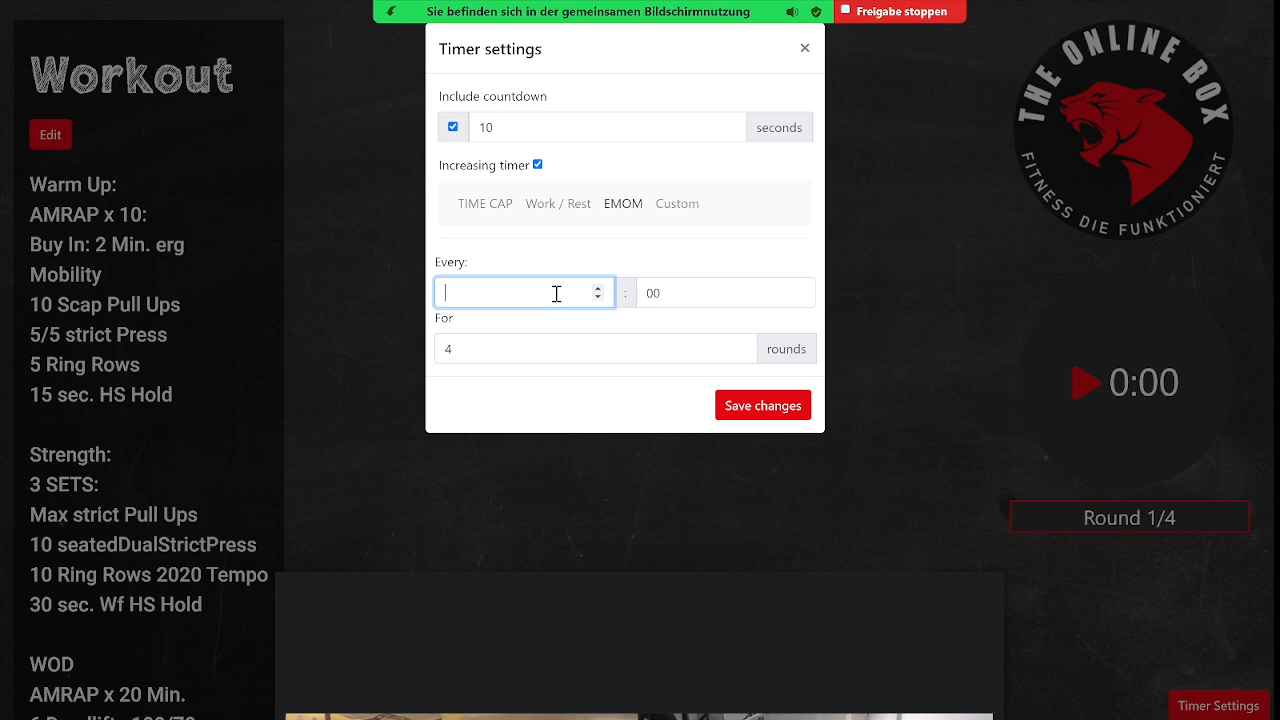 Sie befinden sich in der gemeinsamen Bildschirmnutzung
Freigabe stoppen
Workout
Edit
Warm Up:
AMRAP x 10:
Buy In: 2 Min. erg
Mobility
10 Scap Pull Ups
5/5 strict Press
5 Ring Rows
15 sec. HS Hold
Strength:
3 SETS:
Max strict Pull Ups
10 seatedDualStrictPress
10 Ring Rows 2020 Tempo
30 sec. Wf HS Hold
WOD
AMRAP x 20 Min.
Timer settings
×
Include countdown
10 seconds
Increasing timer
TIME CAP Work / Rest EMOM Custom
Every:
: 00
For
4 rounds
Save changes
THE ONLINE BOX
FITNESS DIE FUNKTIONIERT
0:00
Round 1/4
Timer Settings